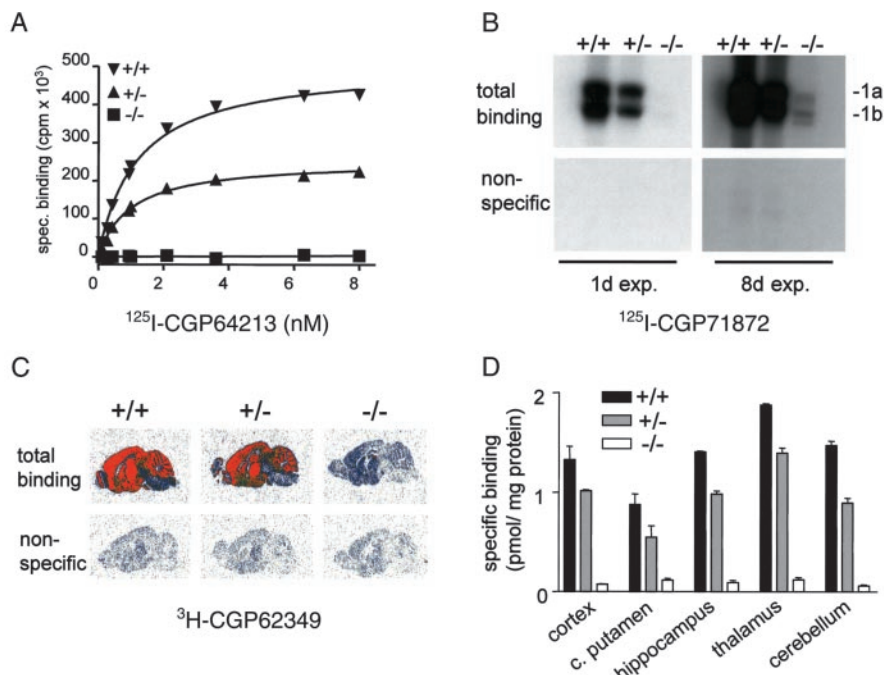 A
500
400
300
200
100
0
spec. binding (cpm x 10³)
+/+
+/-
-/-
0 2 4 6 8
¹²⁵I-CGP64213 (nM)
B
+/+ +/- -/- +/+ +/- -/-
total
binding
-1a
-1b
non-
specific
1d exp. 8d exp.
¹²⁵I-CGP71872
C
+/+ +/- -/-
total
binding
non-
specific
³H-CGP62349
D
2
1
0
specific binding
(pmol/ mg protein)
+/+
+/-
-/-
cortex
c. putamen
hippocampus
thalamus
cerebellum